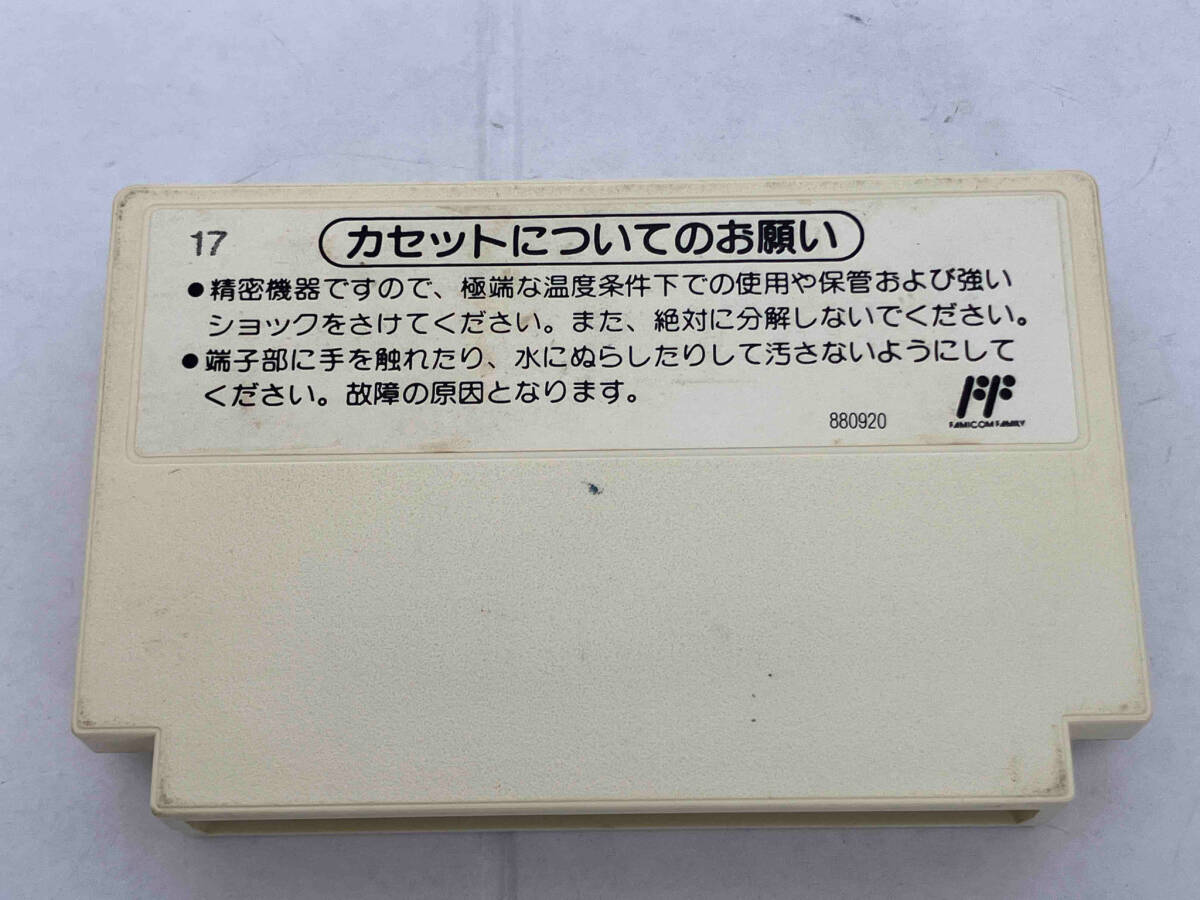 17
カセットについてのお願い
●精密機器ですので、極端な温度条件下での使用や保管および強い
ショックをさけてください。また、絶対に分解しないでください。
●端子部に手を触れたり、水にぬらしたりして汚さないようにして
ください。故障の原因となります。
880920
FF
FAMICOM FAMILY